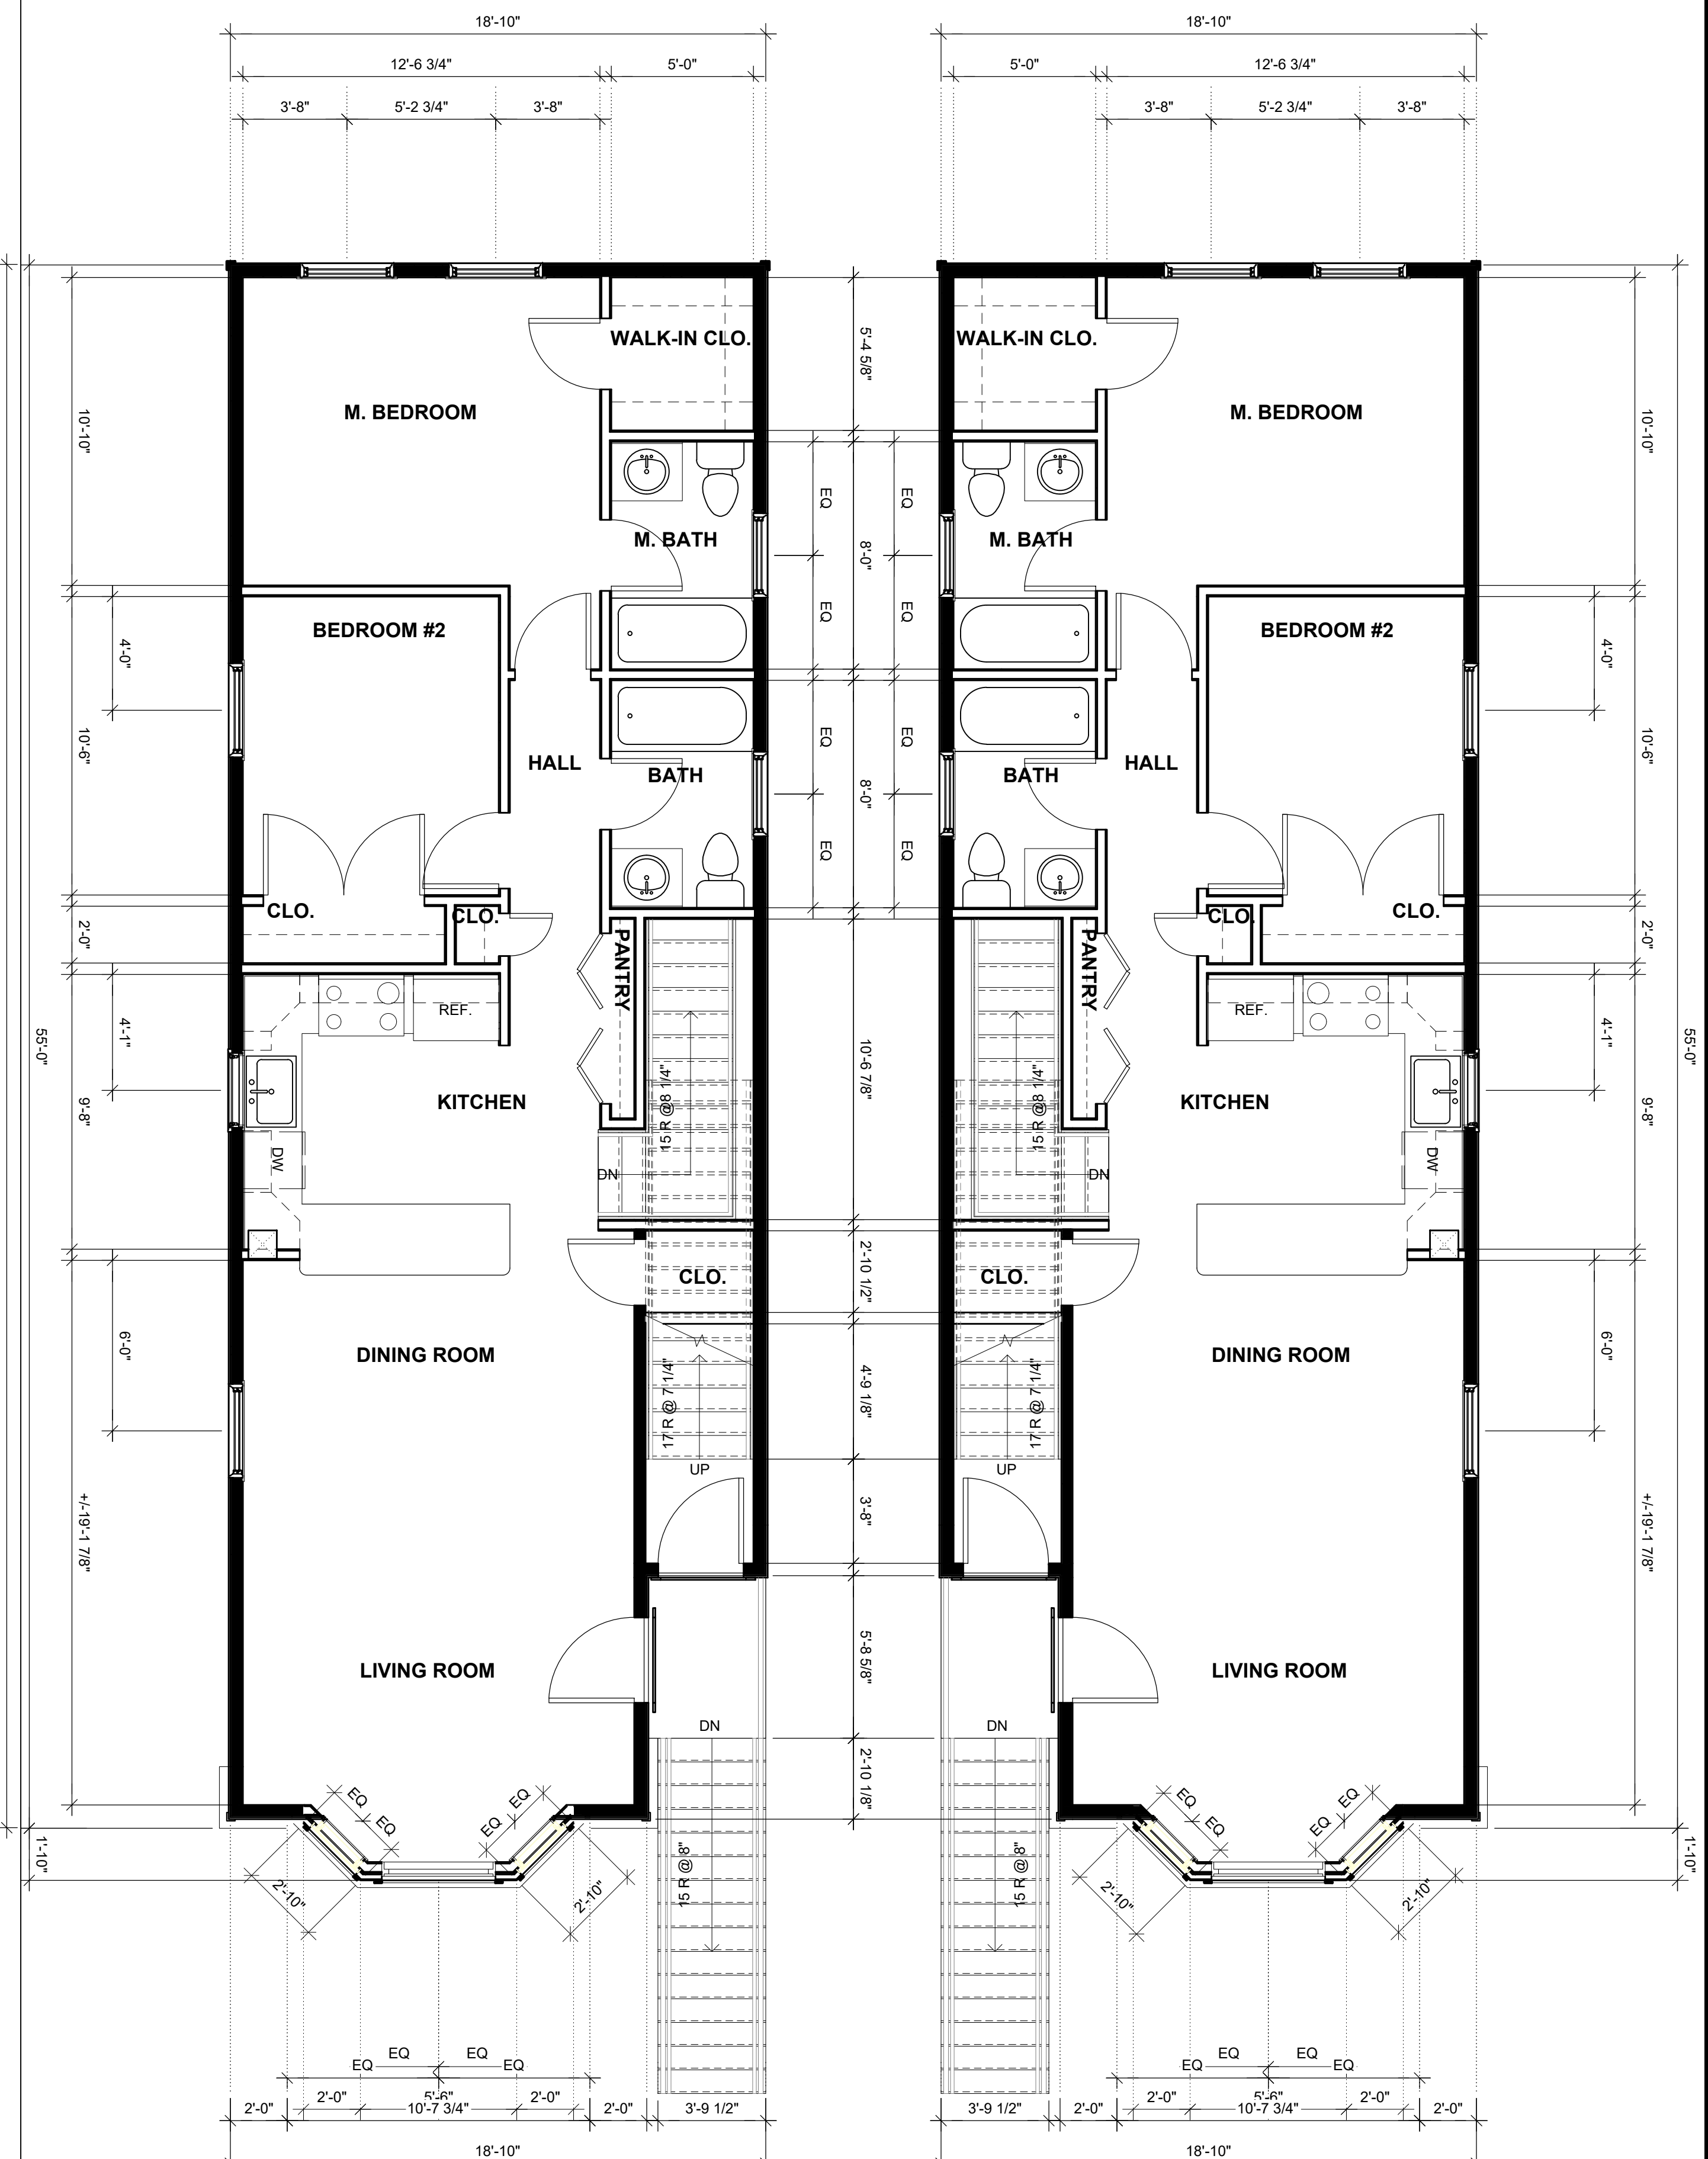 18'-10"
18'-10"
12'-6 3/4"
5'-0"
5'-0"
12'-6 3/4"
3'-8"
5'-2 3/4"
3'-8"
3'-8"
5'-2 3/4"
3'-8"
WALK-IN CLO.
5'-4 5/8"
WALK-IN CLO.
10'-10"
M. BEDROOM
M. BEDROOM
10'-10"
EQ
EQ
M. BATH
8'-0"
M. BATH
EQ
EQ
4'-0"
BEDROOM #2
BEDROOM #2
4'-0"
10'-6"
EQ
EQ
10'-6"
HALL
BATH
8'-0"
BATH
HALL
EQ
EQ
CLO.
CLO.
CLO.
CLO.
2'-0"
PANTRY
PANTRY
2'-0"
REF.
REF.
4'-1"
4'-1"
55'-0"
10'-6 7/8"
55'-0"
9'-8"
KITCHEN
15 R @8 1/4"
15 R @8 1/4"
KITCHEN
9'-8"
DW
DN
DN
DW
CLO.
2'-10 1/2"
CLO.
6'-0"
DINING ROOM
DINING ROOM
6'-0"
17 R @ 7 1/4"
4'-9 1/8"
17 R @ 7 1/4"
UP
UP
+/-19'-1 7/8"
3'-8"
+/-19'-1 7/8"
LIVING ROOM
5'-8 5/8"
LIVING ROOM
DN
DN
2'-10 1/8"
EQ
EQ
EQ
EQ
EQ
EQ
EQ
EQ
1'-10"
1'-10"
2'-10"
2'-10"
15 R @ 8"
15 R @ 8"
2'-10"
2'-10"
EQ
EQ
EQ
EQ
EQ
EQ
EQ
EQ
2'-0"
5'-6"
2'-0"
2'-0"
5'-6"
2'-0"
2'-0"
10'-7 3/4"
2'-0"
3'-9 1/2"
3'-9 1/2"
2'-0"
10'-7 3/4"
2'-0"
18'-10"
18'-10"